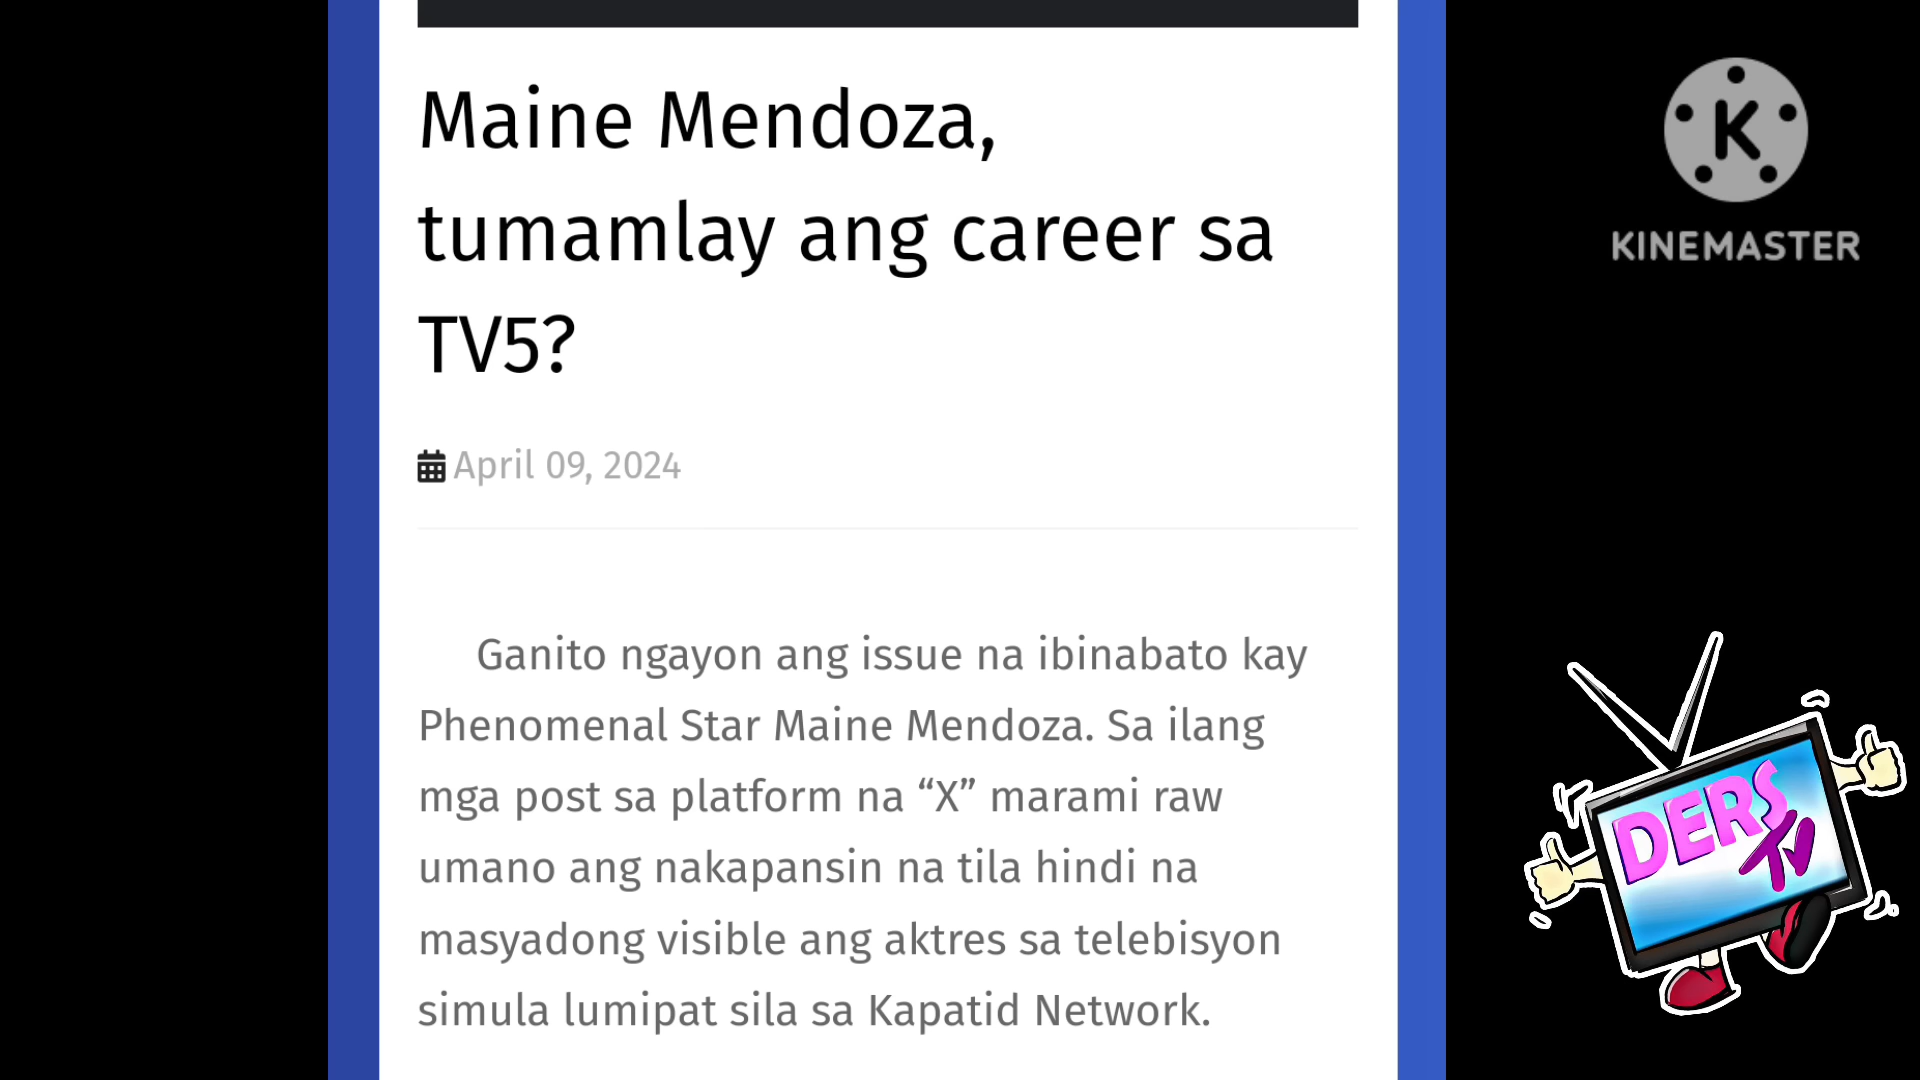 Maine Mendoza,
tumamlay ang career sa
TV5?
April 09, 2024
Ganito ngayon ang issue na ibinabato kay
Phenomenal Star Maine Mendoza. Sa ilang
mga post sa platform na “X” marami raw
umano ang nakapansin na tila hindi na
masyadong visible ang aktres sa telebisyon
simula lumipat sila sa Kapatid Network.
K
KINEMASTER
DERS
TV